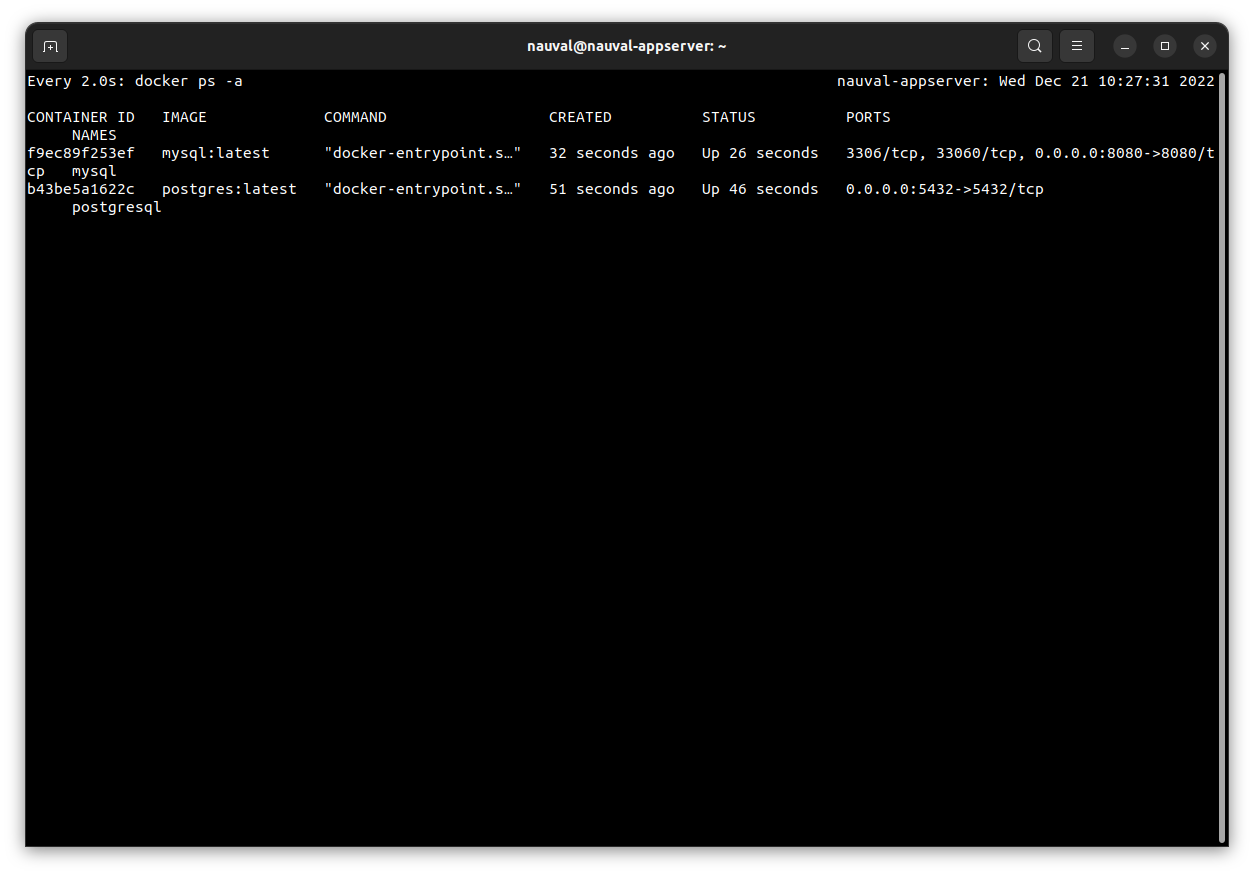 nauval@nauval-appserver: ~
Every 2.0s: docker ps -a nauval-appserver: Wed Dec 21 10:27:31 2022
CONTAINER ID   IMAGE             COMMAND                  CREATED          STATUS          PORTS
     NAMES
f9ec89f253ef   mysql:latest      "docker-entrypoint.s…"   32 seconds ago   Up 26 seconds   3306/tcp, 33060/tcp, 0.0.0.0:8080->8080/t
cp   mysql
b43be5a1622c   postgres:latest   "docker-entrypoint.s…"   51 seconds ago   Up 46 seconds   0.0.0.0:5432->5432/tcp
     postgresql